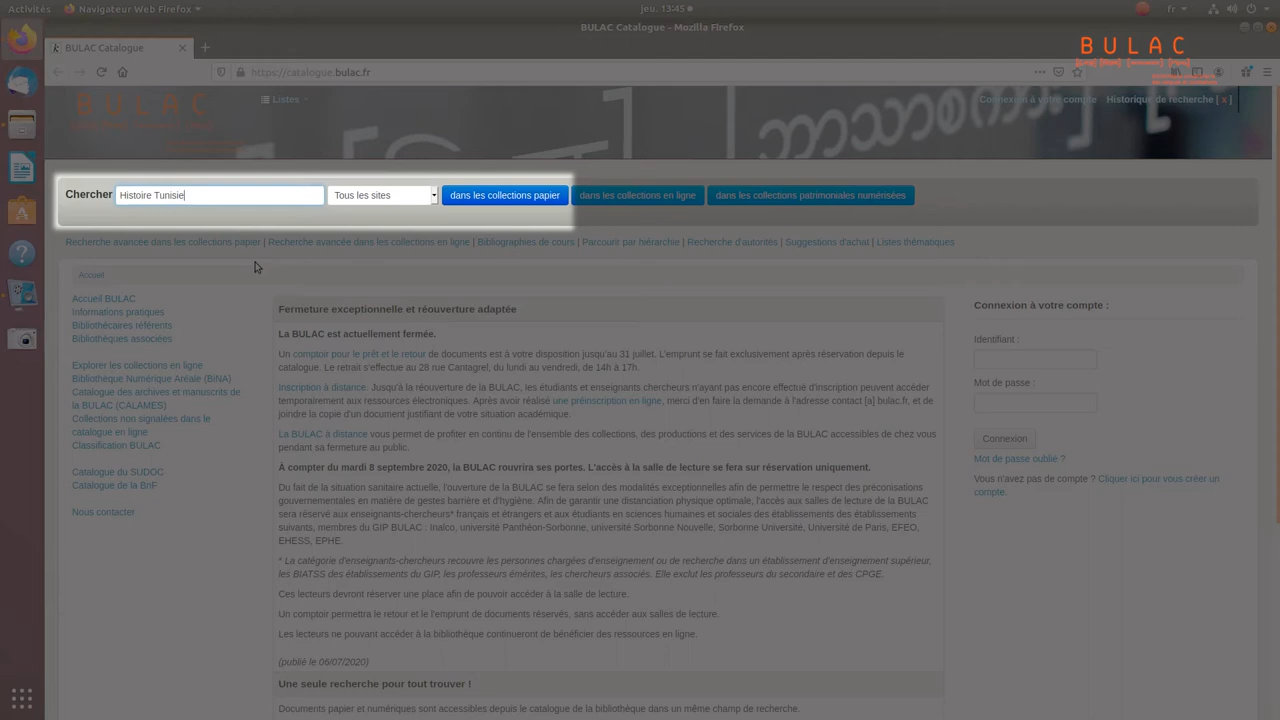 Activités
Navigateur Web Firefox
jeu. 13:45
fr
BULAC Catalogue - Mozilla Firefox
BULAC Catalogue
https://catalogue.bulac.fr
BULAC
BULAC
Listes
Connexion à votre compte
Historique de recherche [ x ]
Chercher
Histoire Tunisie
Tous les sites
dans les collections papier
dans les collections en ligne
dans les collections patrimoniales numérisées
Recherche avancée dans les collections papier | Recherche avancée dans les collections en ligne | Bibliographies de cours | Parcourir par hiérarchie | Recherche d'autorités | Suggestions d'achat | Listes thématiques
Accueil
Accueil BULAC
Informations pratiques
Bibliothécaires référents
Bibliothèques associées
Explorer les collections en ligne
Bibliothèque Numérique Aréale (BiNA)
Catalogue des archives et manuscrits de
la BULAC (CALAMES)
Collections non signalées dans le
catalogue en ligne
Classification BULAC
Catalogue du SUDOC
Catalogue de la BnF
Nous contacter
Fermeture exceptionnelle et réouverture adaptée
La BULAC est actuellement fermée.
Un comptoir pour le prêt et le retour de documents est à votre disposition jusqu'au 31 juillet. L'emprunt se fait exclusivement après réservation depuis le
catalogue. Le retrait s'effectue au 28 rue Cantagrel, du lundi au vendredi, de 14h à 17h.
Inscription à distance. Jusqu'à la réouverture de la BULAC, les étudiants et enseignants chercheurs n'ayant pas encore effectué d'inscription peuvent accéder
temporairement aux ressources électroniques. Après avoir réalisé une préinscription en ligne, merci d'en faire la demande à l'adresse contact [a] bulac.fr, et de
joindre la copie d'un document justifiant de votre situation académique.
La BULAC à distance vous permet de profiter en continu de l'ensemble des collections, des productions et des services de la BULAC accessibles de chez vous
pendant sa fermeture au public.
À compter du mardi 8 septembre 2020, la BULAC rouvrira ses portes. L'accès à la salle de lecture se fera sur réservation uniquement.
Du fait de la situation sanitaire actuelle, l'ouverture de la BULAC se fera selon des modalités exceptionnelles afin de permettre le respect des préconisations
gouvernementales en matière de gestes barrière et d'hygiène. Afin de garantir une distanciation physique optimale, l'accès aux salles de lecture de la BULAC
sera réservé aux enseignants-chercheurs* français et étrangers et aux étudiants en sciences humaines et sociales des établissements des établissements
suivants, membres du GIP BULAC : Inalco, université Panthéon-Sorbonne, université Sorbonne Nouvelle, Sorbonne Université, Université de Paris, EFEO,
EHESS, EPHE.
* La catégorie d'enseignants-chercheurs recouvre les personnes chargées d'enseignement ou de recherche dans un établissement d'enseignement supérieur,
les BIATSS des établissements du GIP, les professeurs émérites, les chercheurs associés. Elle exclut les professeurs du secondaire et des CPGE.
Ces lecteurs devront réserver une place afin de pouvoir accéder à la salle de lecture.
Un comptoir permettra le retour et le l'emprunt de documents réservés, sans accéder aux salles de lecture.
Les lecteurs ne pouvant accéder à la bibliothèque continueront de bénéficier des ressources en ligne.
(publié le 06/07/2020)
Une seule recherche pour tout trouver !
Documents papier et numériques sont accessibles depuis le catalogue de la bibliothèque dans un même champ de recherche.
Connexion à votre compte :
Identifiant :
Mot de passe :
Connexion
Mot de passe oublié ?
Vous n'avez pas de compte ? Cliquer ici pour vous créer un
compte.